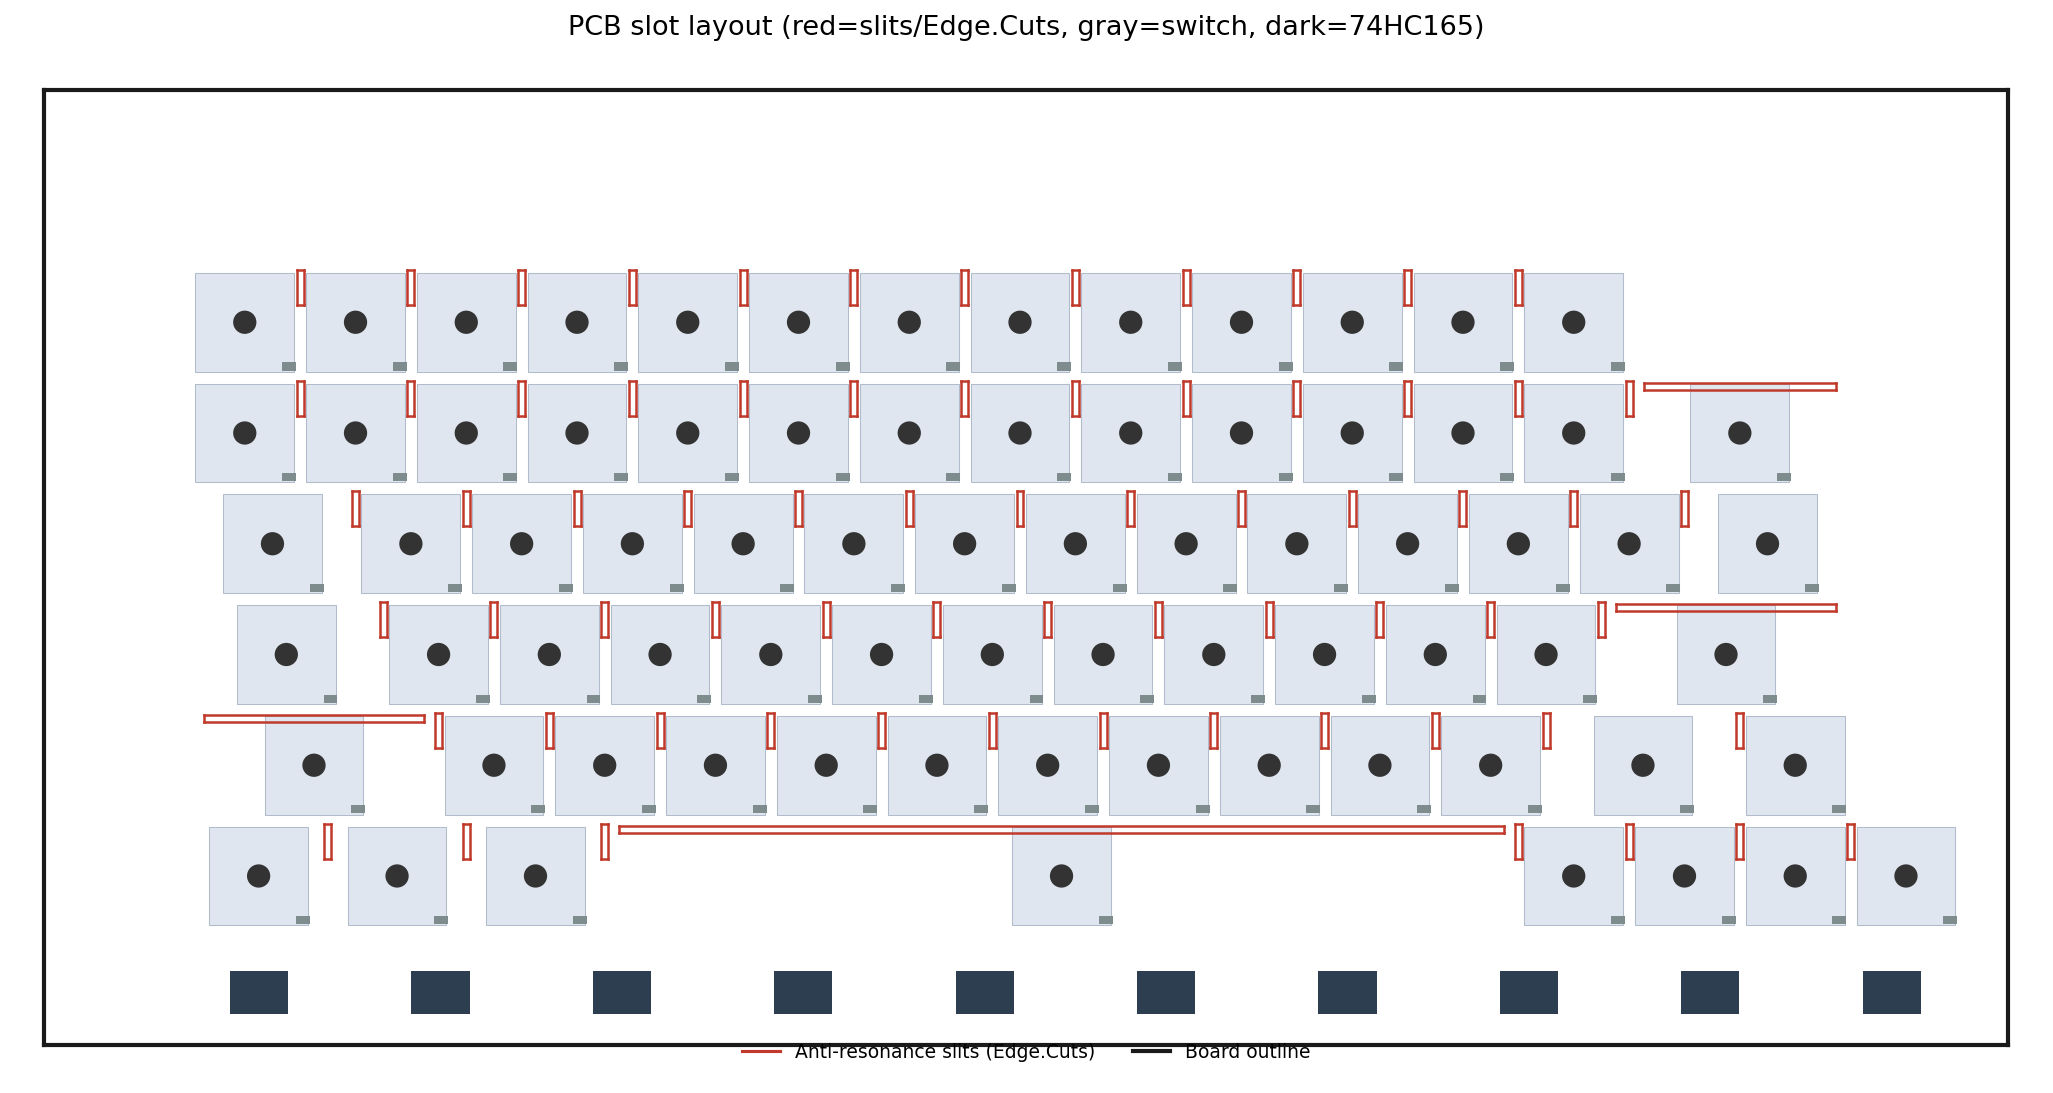 PCB slot layout (red=slits/Edge.Cuts, gray=switch, dark=74HC165)
Anti-resonance slits (Edge.Cuts) Board outline